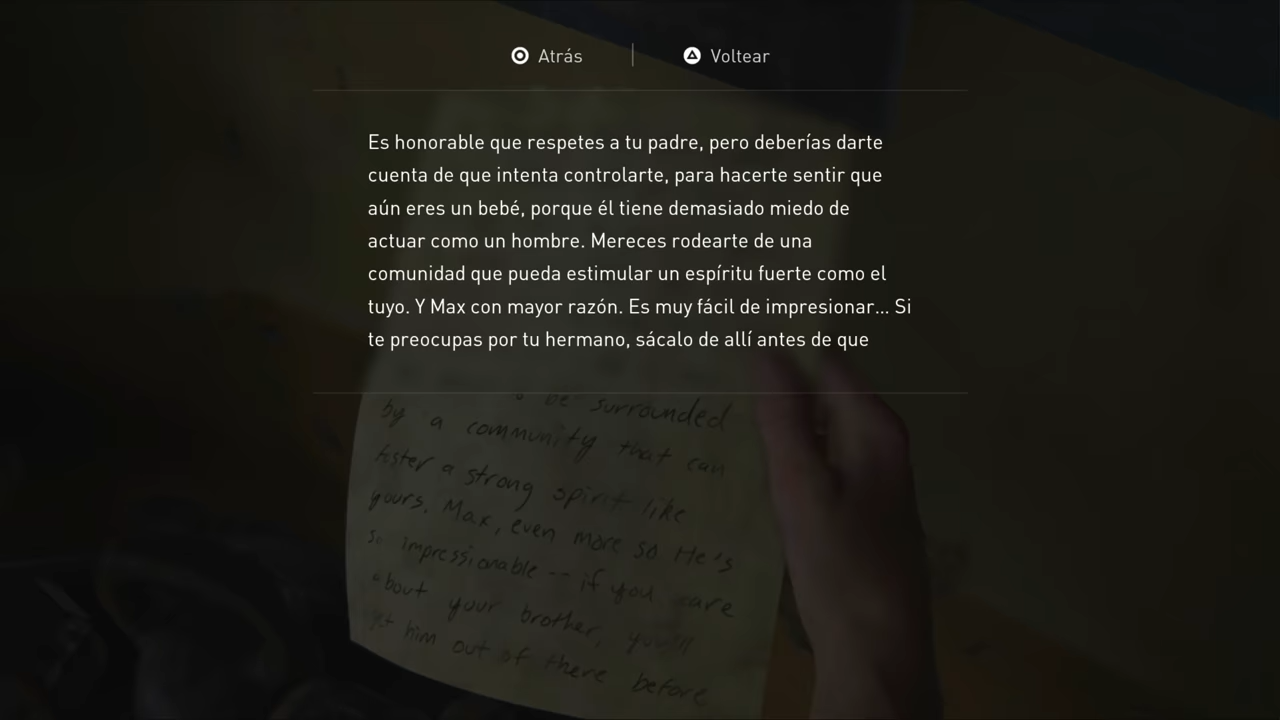 Atrás | Voltear
Es honorable que respetes a tu padre, pero deberías darte
cuenta de que intenta controlarte, para hacerte sentir que
aún eres un bebé, porque él tiene demasiado miedo de
actuar como un hombre. Mereces rodearte de una
comunidad que pueda estimular un espíritu fuerte como el
tuyo. Y Max con mayor razón. Es muy fácil de impresionar... Si
te preocupas por tu hermano, sácalo de allí antes de que
be surrounded
by a community that can
foster a strong spirit like
yours. Max, even more so He's
so impressionable -- if you care
about your brother, you'll
get him out of there before